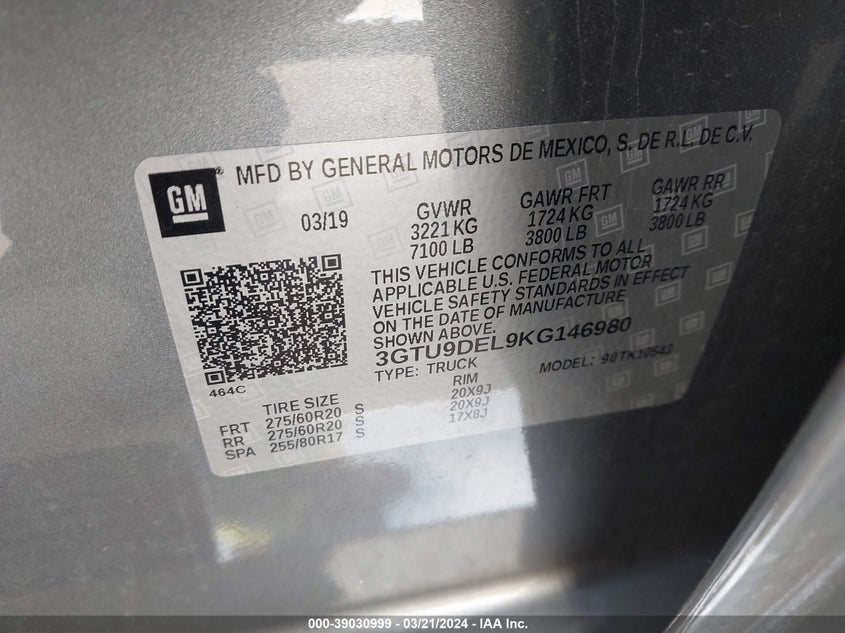 GM
MFD BY GENERAL MOTORS DE MEXICO, S. DE R.L. DE C.V.
03/19
GVWR
3221 KG
7100 LB
GAWR FRT
1724 KG
3800 LB
GAWR RR
1724 KG
3800 LB
THIS VEHICLE CONFORMS TO ALL
APPLICABLE U.S. FEDERAL MOTOR
VEHICLE SAFETY STANDARDS IN EFFECT
ON THE DATE OF MANUFACTURE
SHOWN ABOVE.
3GTU9DEL9KG146980
TYPE: TRUCK
MODEL: 90TK10543
464C
TIRE SIZE
RIM
FRT 275/60R20 S 20X9J
RR 275/60R20 S 20X9J
SPA 255/80R17 S 17X8J
000-39030999 — 03/21/2024 — IAA Inc.